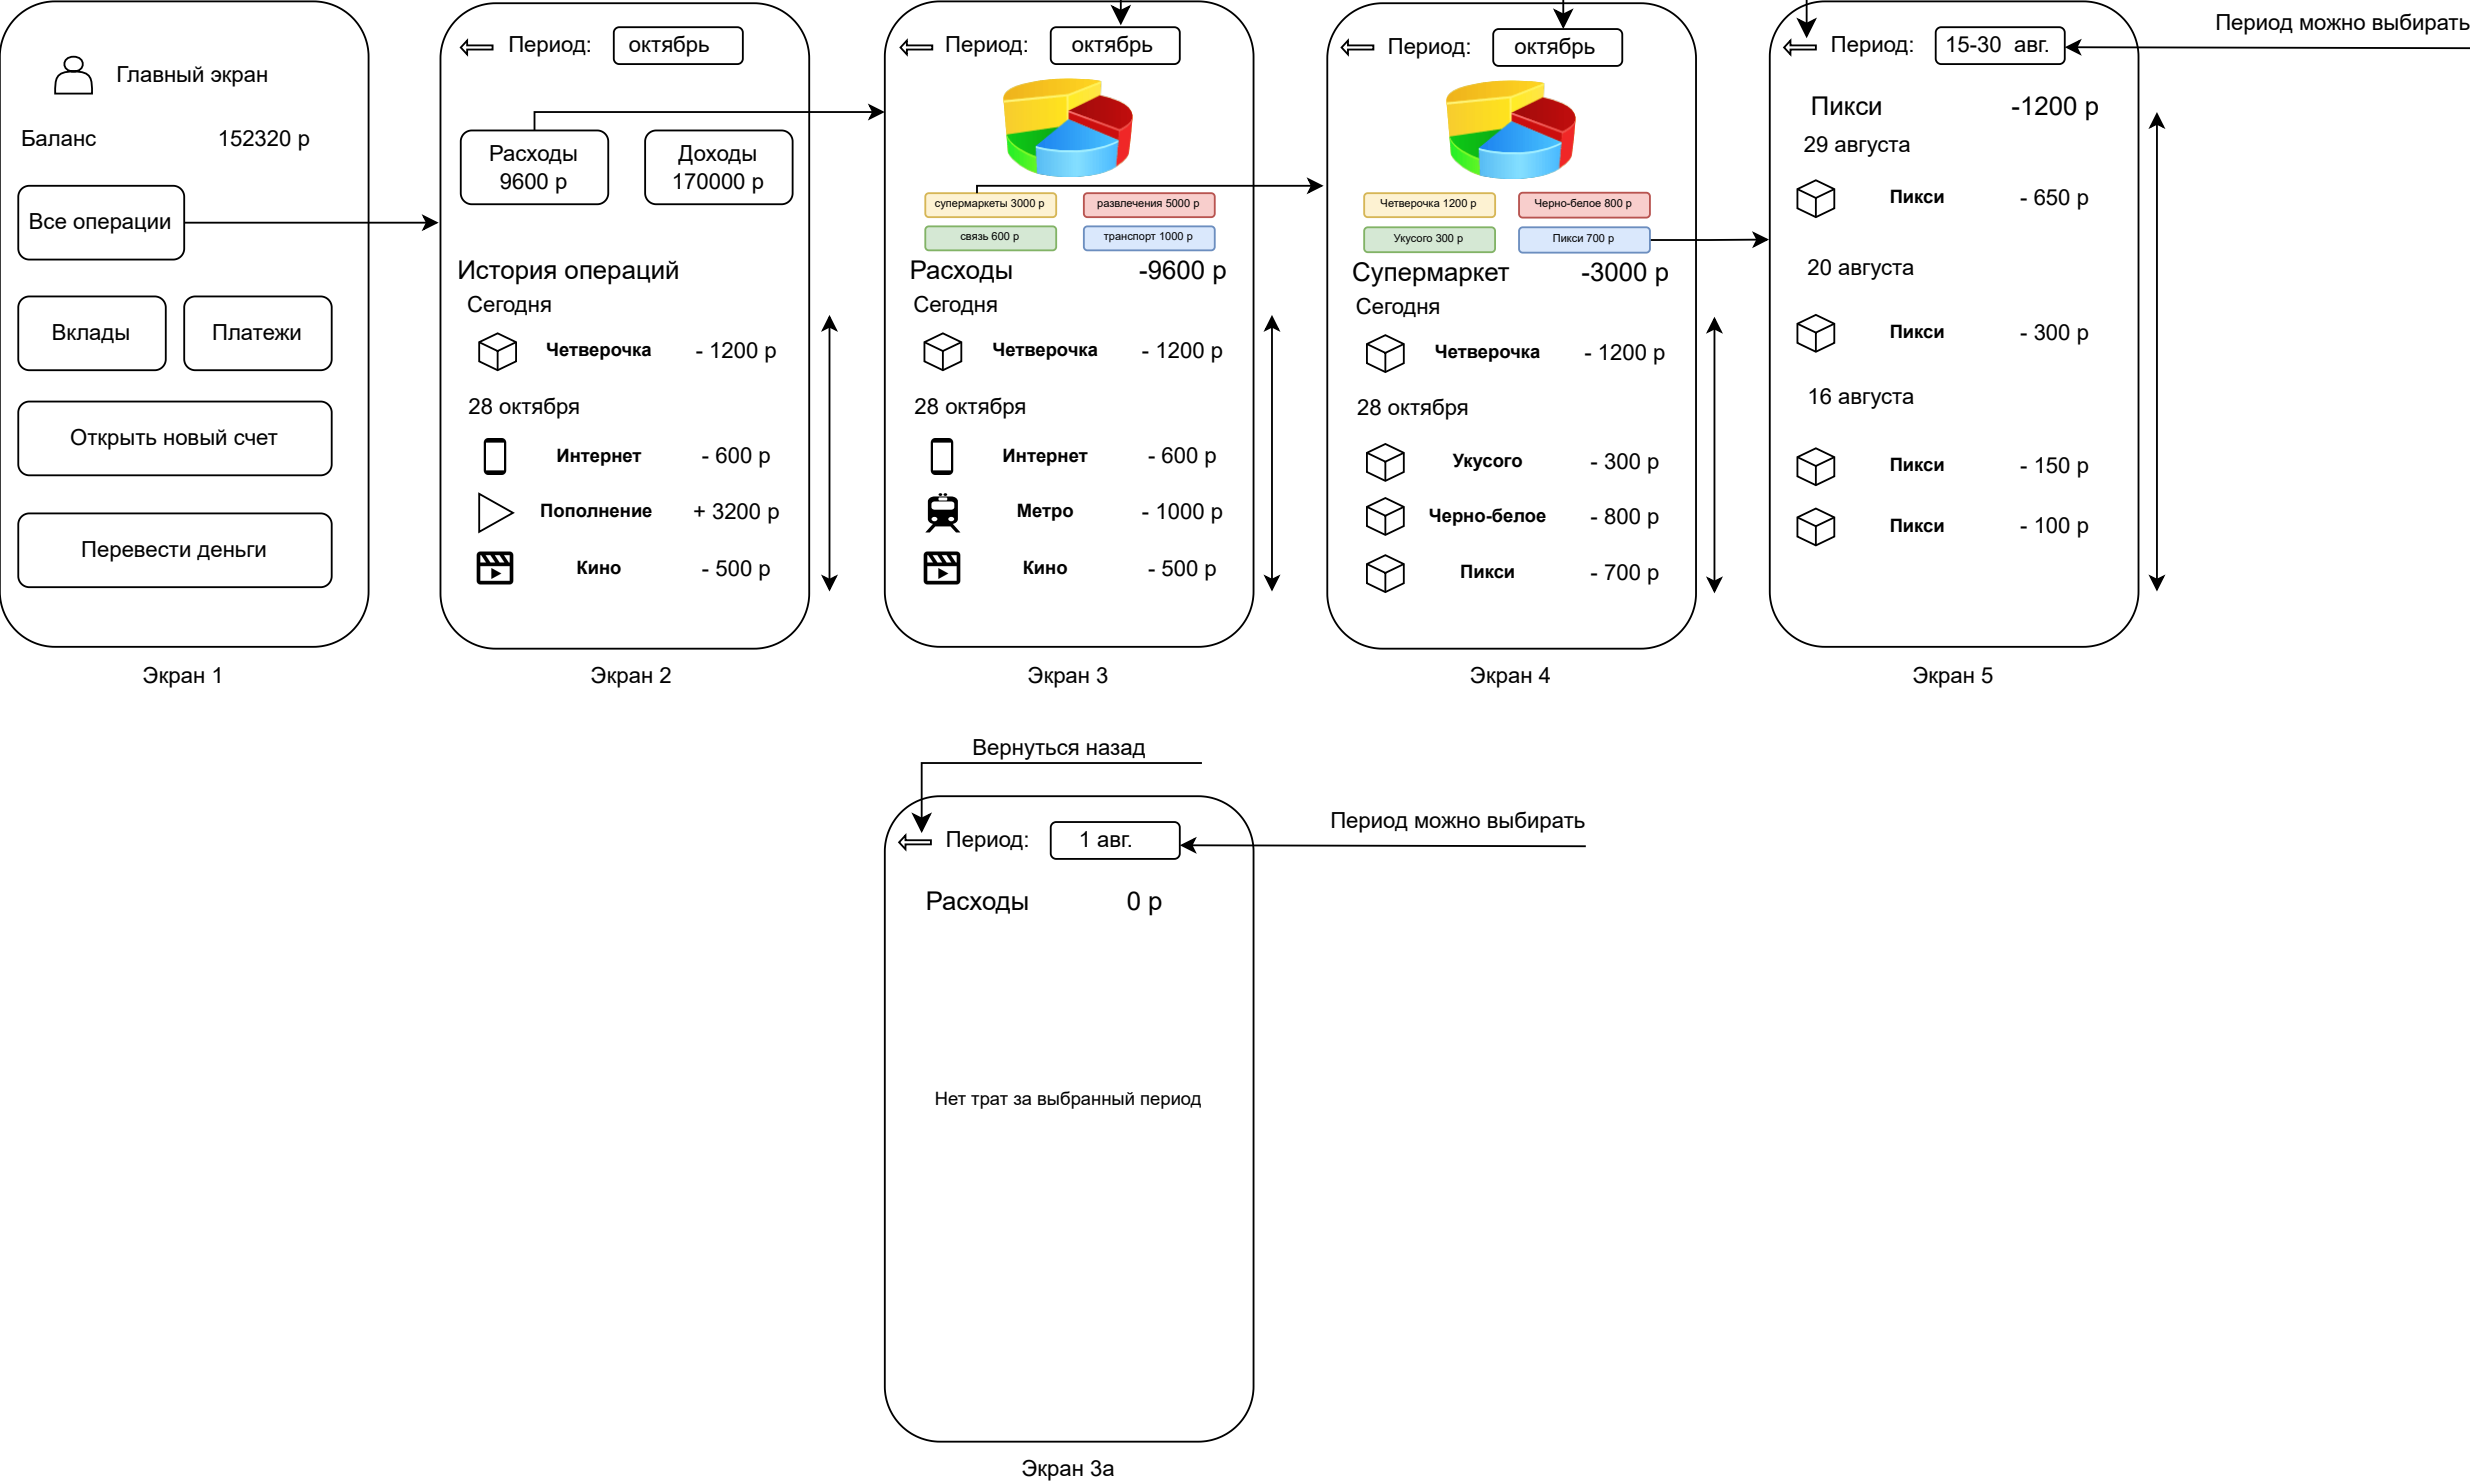 Главный экран
Баланс 152320 р
Все операции
Вклады Платежи
Открыть новый счет
Перевести деньги
Экран 1
Период: октябрь
Расходы
9600 р
Доходы
170000 р
История операций
Сегодня
Четверочка - 1200 р
28 октября
Интернет - 600 р
Пополнение + 3200 р
Кино - 500 р
Экран 2
Период: октябрь
супермаркеты 3000 р развлечения 5000 р
связь 600 р транспорт 1000 р
Расходы -9600 р
Сегодня
Четверочка - 1200 р
28 октября
Интернет - 600 р
Метро - 1000 р
Кино - 500 р
Экран 3
Период: октябрь
Четверочка 1200 р Черно-белое 800 р
Укусого 300 р Пикси 700 р
Супермаркет -3000 р
Сегодня
Четверочка - 1200 р
28 октября
Укусого - 300 р
Черно-белое - 800 р
Пикси - 700 р
Экран 4
Период: 15-30 авг.
Период можно выбирать
Пикси -1200 р
29 августа
Пикси - 650 р
20 августа
Пикси - 300 р
16 августа
Пикси - 150 р
Пикси - 100 р
Экран 5
Вернуться назад
Период: 1 авг.
Период можно выбирать
Расходы 0 р
Нет трат за выбранный период
Экран 3а